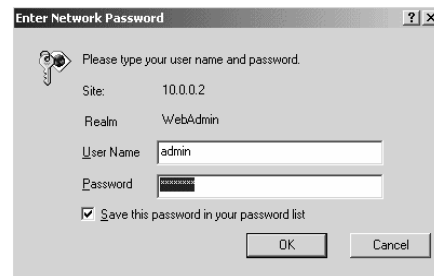 Enter Network Password
? X
Please type your user name and password.
Site: 10.0.0.2
Realm WebAdmin
User Name admin
Password xxxxxxxx
Save this password in your password list
OK Cancel